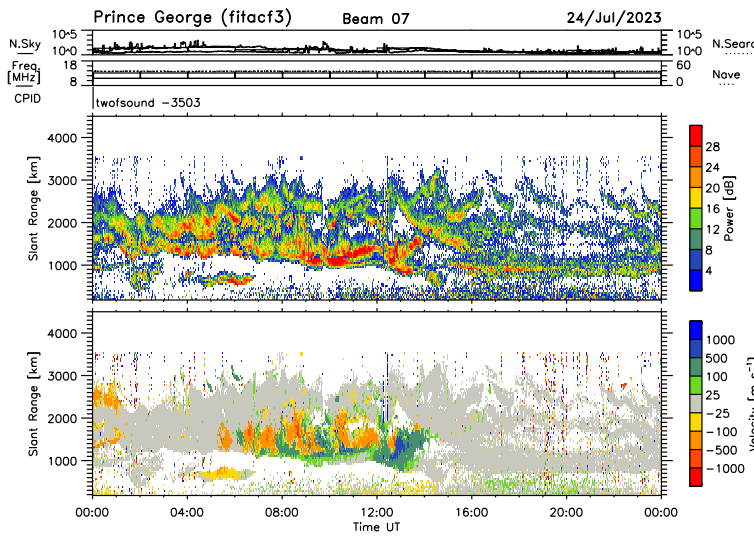 Prince George (fitacf3) Beam 07 24/Jul/2023
N.Sky 10^5 10^0 10^5 10^0 N.Searc
Freq. [MHz] 18 8 60 0 Nave
CPID twofsound -3503
Slant Range [km] 4000 3000 2000 1000
Power [dB] 28 24 20 16 12 8 4
Slant Range [km] 4000 3000 2000 1000
Velocity [m s^-1] 1000 500 100 25 -25 -100 -500 -1000
00:00 04:00 08:00 12:00 16:00 20:00 00:00
Time UT